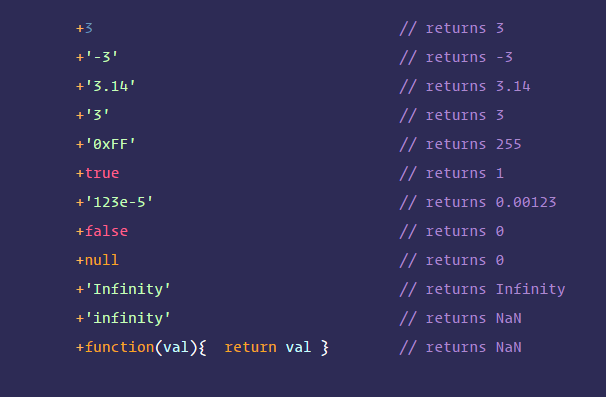 +3 // returns 3
+'-3' // returns -3
+'3.14' // returns 3.14
+'3' // returns 3
+'0xFF' // returns 255
+true // returns 1
+'123e-5' // returns 0.00123
+false // returns 0
+null // returns 0
+'Infinity' // returns Infinity
+'infinity' // returns NaN
+function(val){  return val } // returns NaN